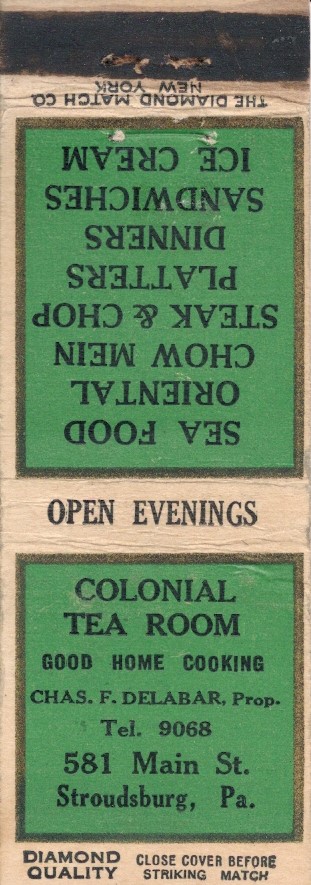 THE DIAMOND MATCH CO.
NEW YORK
SEA FOOD
ORIENTAL
CHOW MEIN
STEAK & CHOP
PLATTERS
DINNERS
SANDWICHES
ICE CREAM
OPEN EVENINGS
COLONIAL
TEA ROOM
GOOD HOME COOKING
CHAS. F. DELABAR, Prop.
Tel. 9068
581 Main St.
Stroudsburg, Pa.
DIAMOND QUALITY
CLOSE COVER BEFORE
STRIKING MATCH